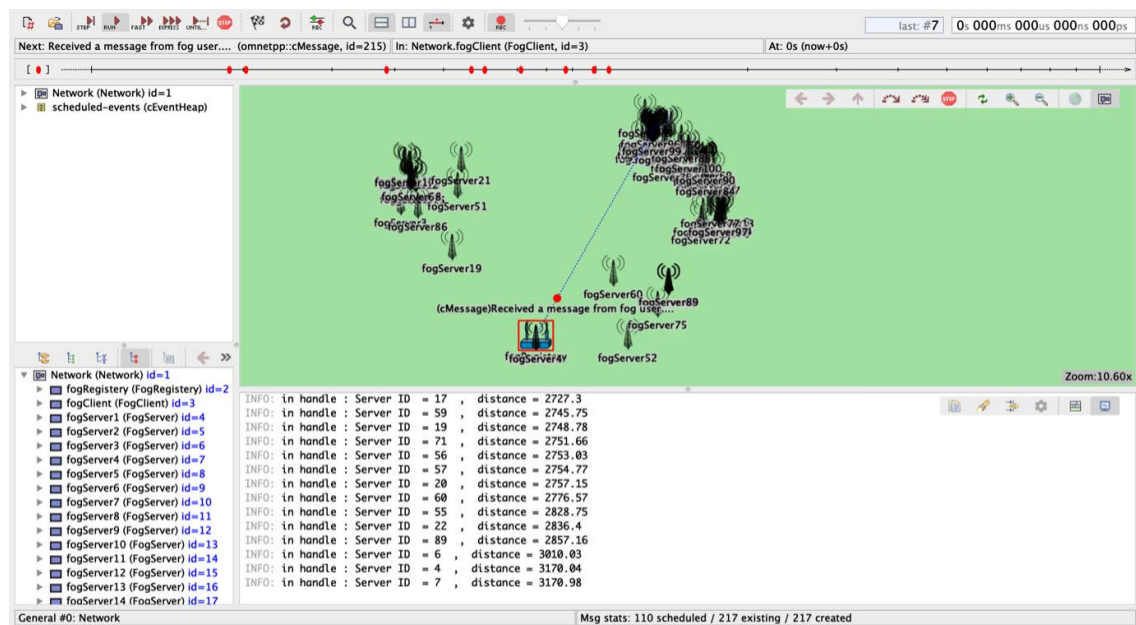 STEP RUN FAST EXPRESS UNTIL... STOP REC REC last: #7 0s 000ms 000us 000ns 000ps
Next: Received a message from fog user.... (omnetpp::cMessage, id=215) In: Network.fogClient (FogClient, id=3) At: 0s (now+0s)
Network (Network) id=1
scheduled-events (cEventHeap)
STOP
fogServer99
fogServer100
fogServer90
fogServer21
fogServer51
fogServer86
fogServer72
fogServer19
fogServer60
fogServer89
(cMessage)Received a message from fog user....
fogServer75
fogServer52
Zoom:10.60x
Network (Network) id=1
fogRegistery (FogRegistery) id=2
fogClient (FogClient) id=3
fogServer1 (FogServer) id=4
fogServer2 (FogServer) id=5
fogServer3 (FogServer) id=6
fogServer4 (FogServer) id=7
fogServer5 (FogServer) id=8
fogServer6 (FogServer) id=9
fogServer7 (FogServer) id=10
fogServer8 (FogServer) id=11
fogServer9 (FogServer) id=12
fogServer10 (FogServer) id=13
fogServer11 (FogServer) id=14
fogServer12 (FogServer) id=15
fogServer13 (FogServer) id=16
fogServer14 (FogServer) id=17
INFO: in handle : Server ID = 17 , distance = 2727.3
INFO: in handle : Server ID = 59 , distance = 2745.75
INFO: in handle : Server ID = 19 , distance = 2748.78
INFO: in handle : Server ID = 71 , distance = 2751.66
INFO: in handle : Server ID = 56 , distance = 2753.03
INFO: in handle : Server ID = 57 , distance = 2754.77
INFO: in handle : Server ID = 20 , distance = 2757.15
INFO: in handle : Server ID = 60 , distance = 2776.57
INFO: in handle : Server ID = 55 , distance = 2828.75
INFO: in handle : Server ID = 22 , distance = 2836.4
INFO: in handle : Server ID = 89 , distance = 2857.16
INFO: in handle : Server ID = 6 , distance = 3010.03
INFO: in handle : Server ID = 4 , distance = 3170.04
INFO: in handle : Server ID = 7 , distance = 3170.98
General #0: Network Msg stats: 110 scheduled / 217 existing / 217 created